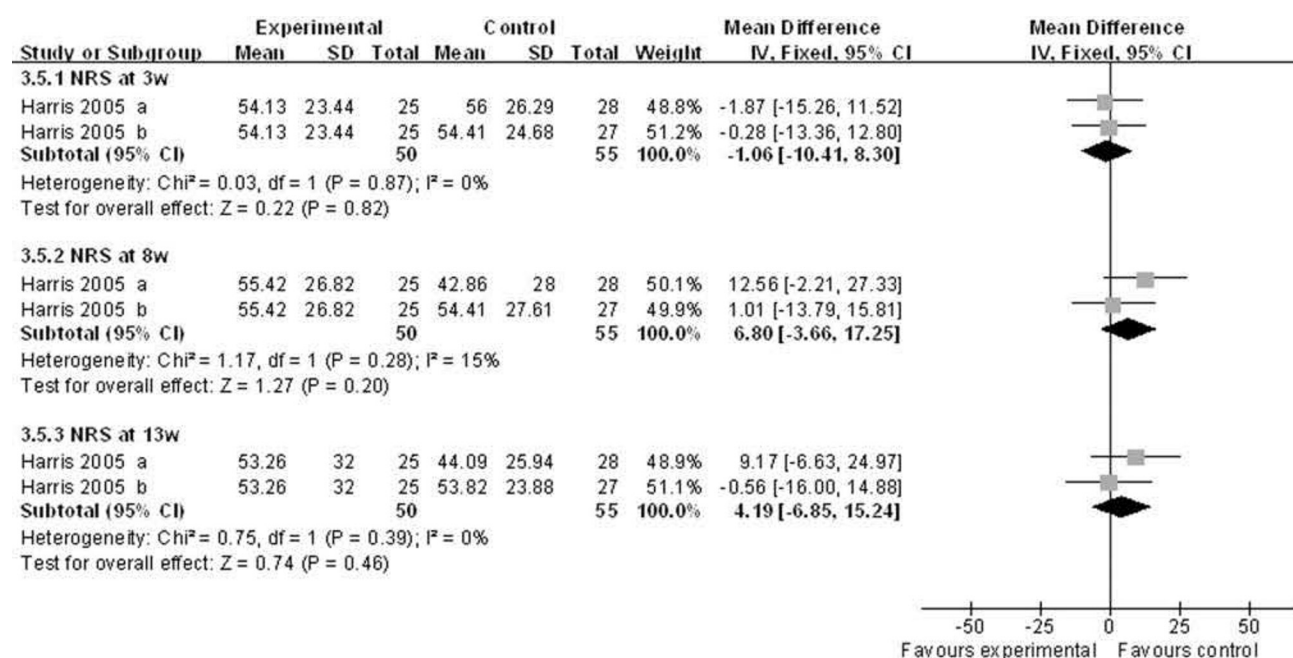 Experimental Control Mean Difference Mean Difference
Study or Subgroup Mean SD Total Mean SD Total Weight IV, Fixed, 95% CI IV, Fixed, 95% CI
3.5.1 NRS at 3w
Harris 2005 a 54.13 23.44 25 56 26.29 28 48.8% -1.87 [-15.26, 11.52]
Harris 2005 b 54.13 23.44 25 54.41 24.68 27 51.2% -0.28 [-13.36, 12.80]
Subtotal (95% CI) 50 55 100.0% -1.06 [-10.41, 8.30]
Heterogeneity: Chi² = 0.03, df = 1 (P = 0.87); I² = 0%
Test for overall effect: Z = 0.22 (P = 0.82)
3.5.2 NRS at 8w
Harris 2005 a 55.42 26.82 25 42.86 28 28 50.1% 12.56 [-2.21, 27.33]
Harris 2005 b 55.42 26.82 25 54.41 27.61 27 49.9% 1.01 [-13.79, 15.81]
Subtotal (95% CI) 50 55 100.0% 6.80 [-3.66, 17.25]
Heterogeneity: Chi² = 1.17, df = 1 (P = 0.28); I² = 15%
Test for overall effect: Z = 1.27 (P = 0.20)
3.5.3 NRS at 13w
Harris 2005 a 53.26 32 25 44.09 25.94 28 48.9% 9.17 [-6.63, 24.97]
Harris 2005 b 53.26 32 25 53.82 23.88 27 51.1% -0.56 [-16.00, 14.88]
Subtotal (95% CI) 50 55 100.0% 4.19 [-6.85, 15.24]
Heterogeneity: Chi² = 0.75, df = 1 (P = 0.39); I² = 0%
Test for overall effect: Z = 0.74 (P = 0.46)
-50 -25 0 25 50
Favours experimental Favours control